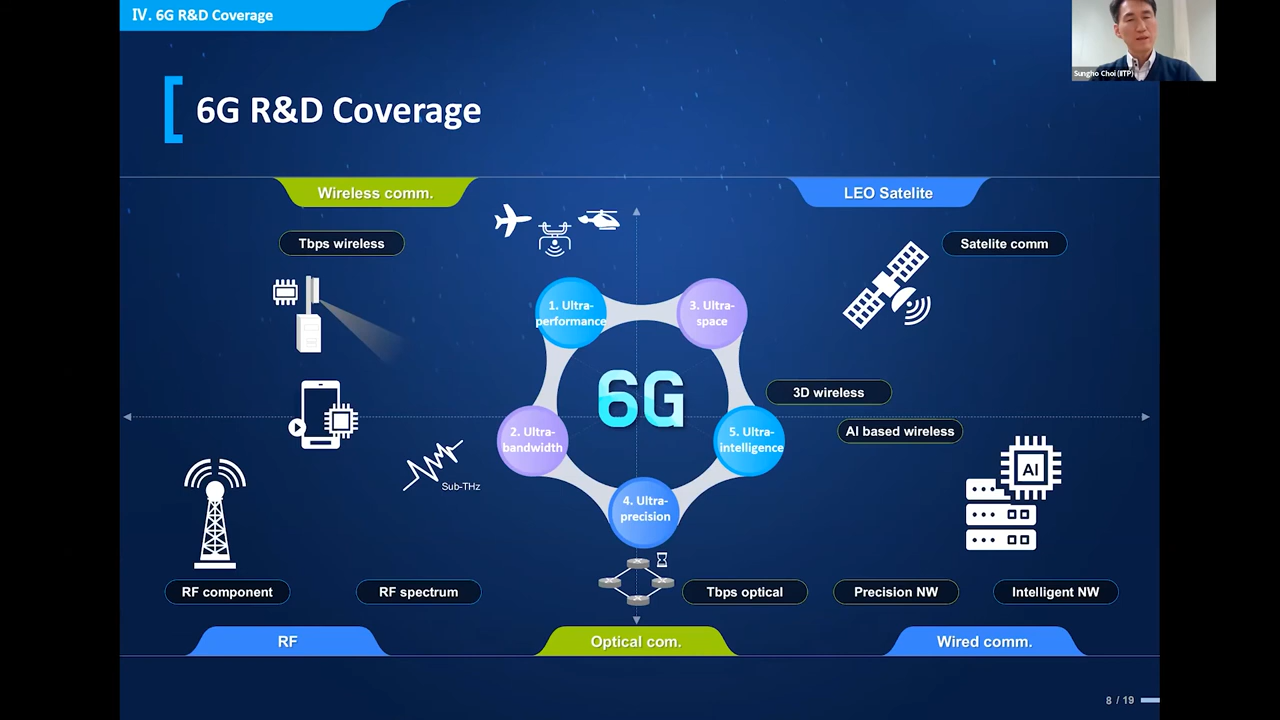 Ⅳ. 6G R&D Coverage
Sungho Choi (IITP)
6G R&D Coverage
Wireless comm.
LEO Satelite
Tbps wireless
Satelite comm
1. Ultra-
performance
3. Ultra-
space
6G
3D wireless
AI based wireless
2. Ultra-
bandwidth
5. Ultra-
intelligence
AI
Sub-THz
4. Ultra-
precision
RF component
RF spectrum
Tbps optical
Precision NW
Intelligent NW
RF
Optical com.
Wired comm.
8 / 19